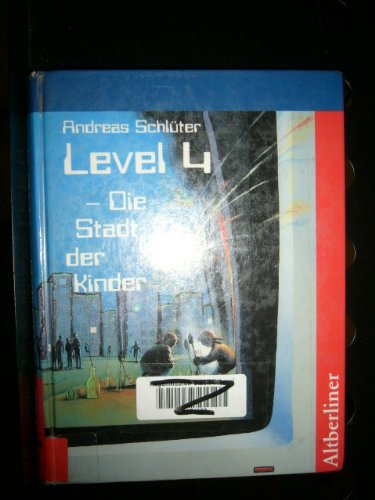 Andreas Schlüter
Level 4
– Die
Stadt
der
Kinder
Altberliner
Z